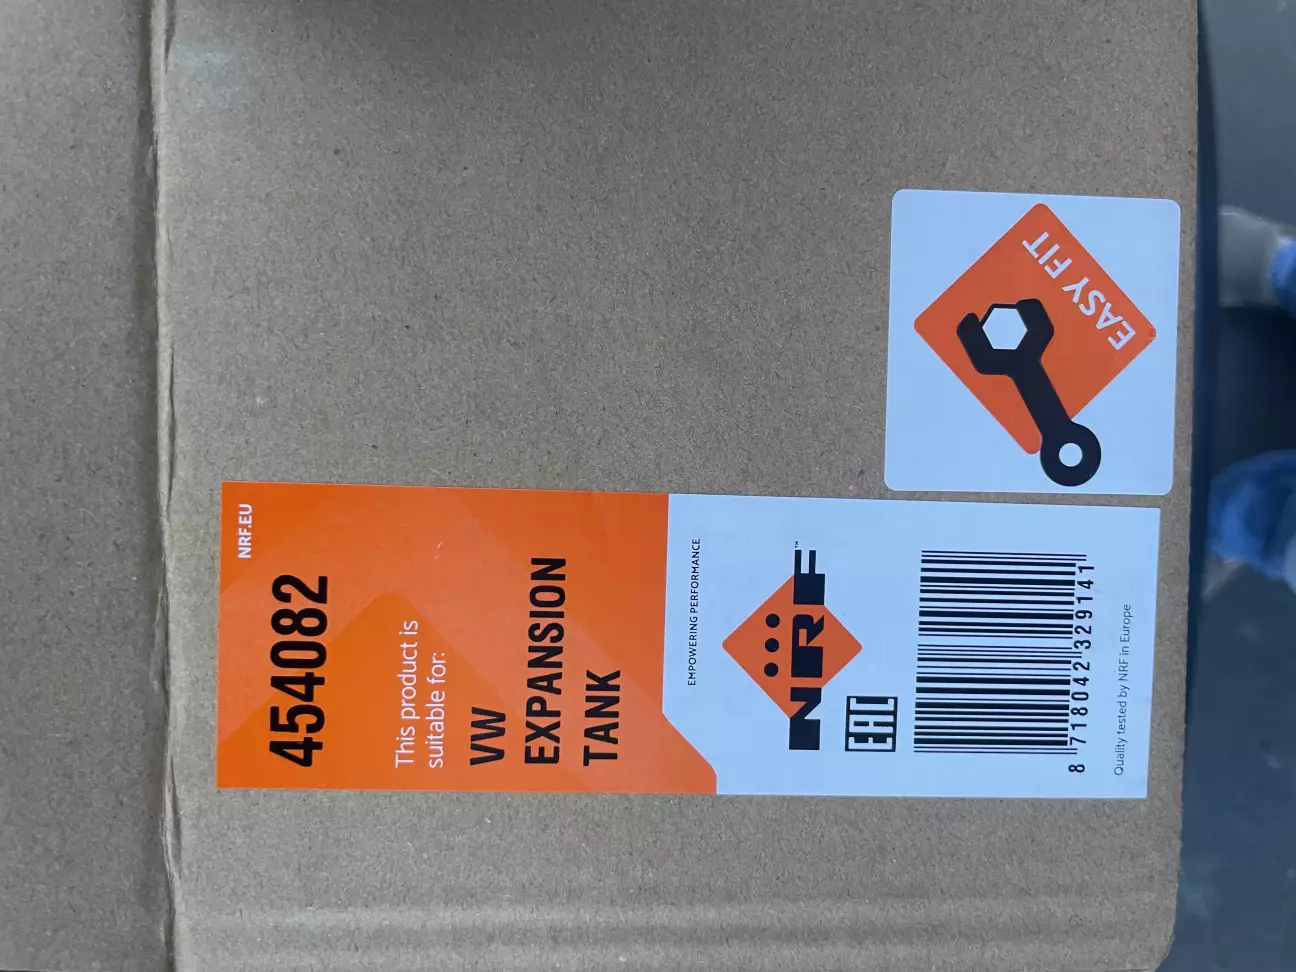 NRF.EU
454082
This product is
suitable for:
VW
EXPANSION
TANK
EMPOWERING PERFORMANCE
NRF™
EAC
8 718042 329141
Quality tested by NRF in Europe
EASY FIT